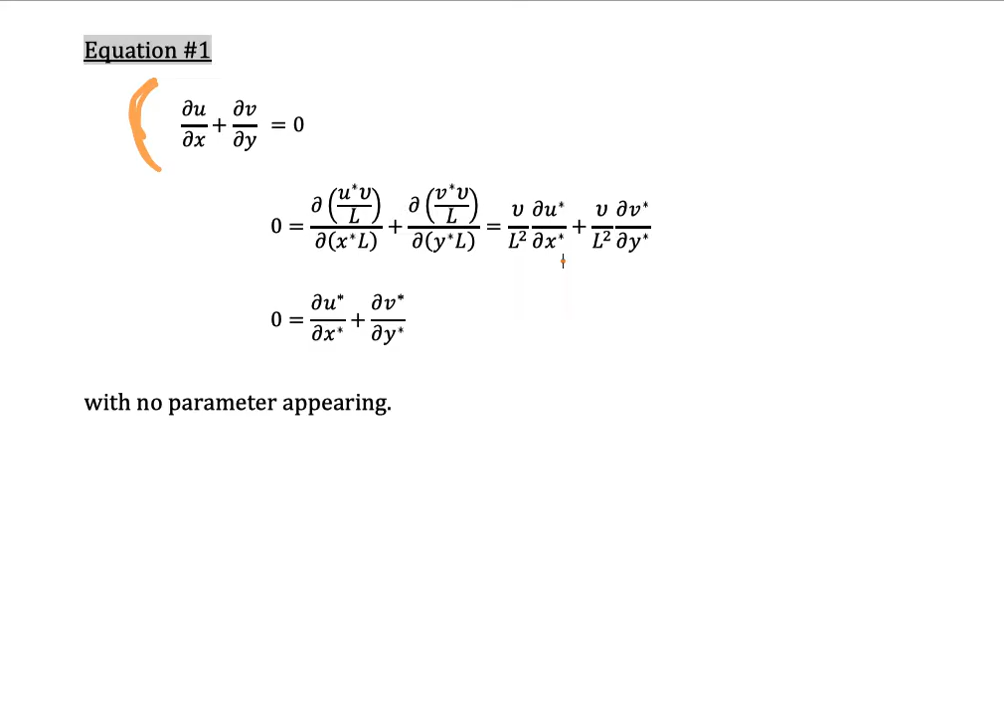 Equation #1
∂u/∂x + ∂v/∂y = 0
0 = ∂(u*υ/L)/∂(x*L) + ∂(v*υ/L)/∂(y*L) = υ/L² ∂u*/∂x* + υ/L² ∂v*/∂y*
0 = ∂u*/∂x* + ∂v*/∂y*
with no parameter appearing.